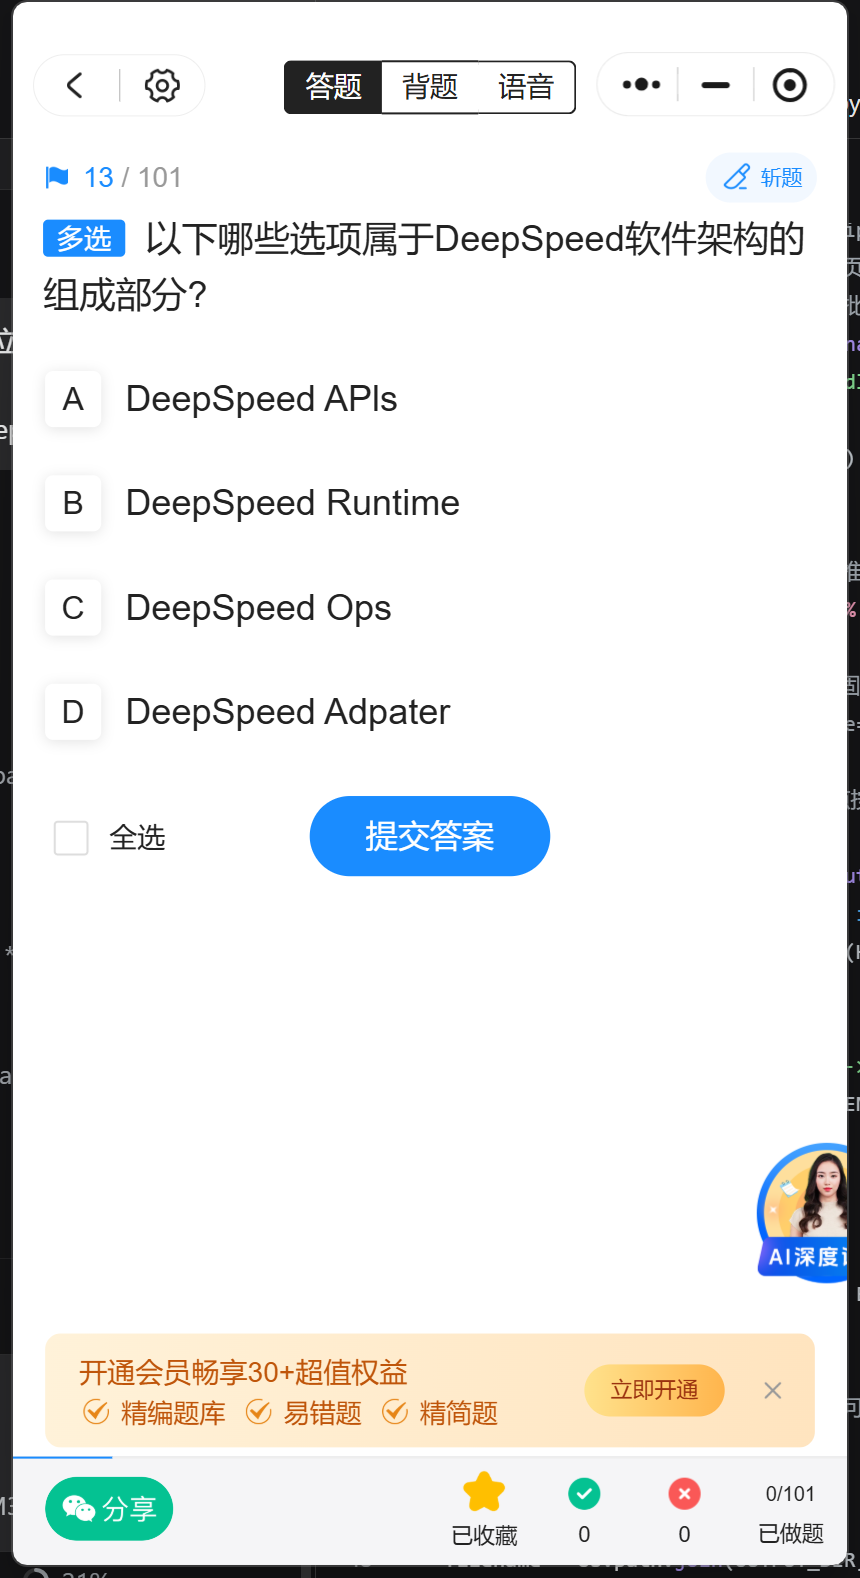 答题 背题 语音
13 / 101
斩题
多选 以下哪些选项属于DeepSpeed软件架构的
组成部分?
A DeepSpeed APIs
B DeepSpeed Runtime
C DeepSpeed Ops
D DeepSpeed Adpater
全选
提交答案
AI深度
开通会员畅享30+超值权益
精编题库 易错题 精简题
立即开通
分享
已收藏
0
0
0/101
已做题